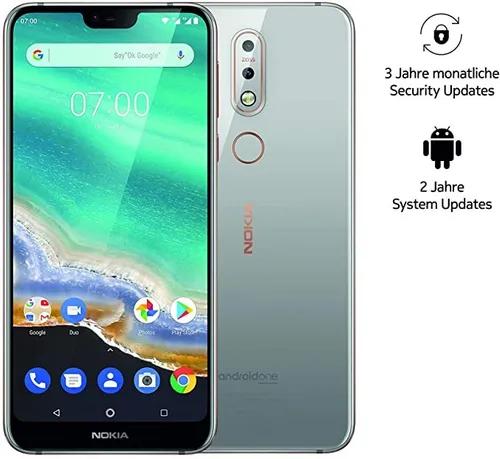 07:00
Say "Ok Google"
07:00
Google
Duo
Photos
Play Store
NOKIA
ZEISS
NOKIA
androidone
3 Jahre monatliche
Security Updates
2 Jahre
System Updates